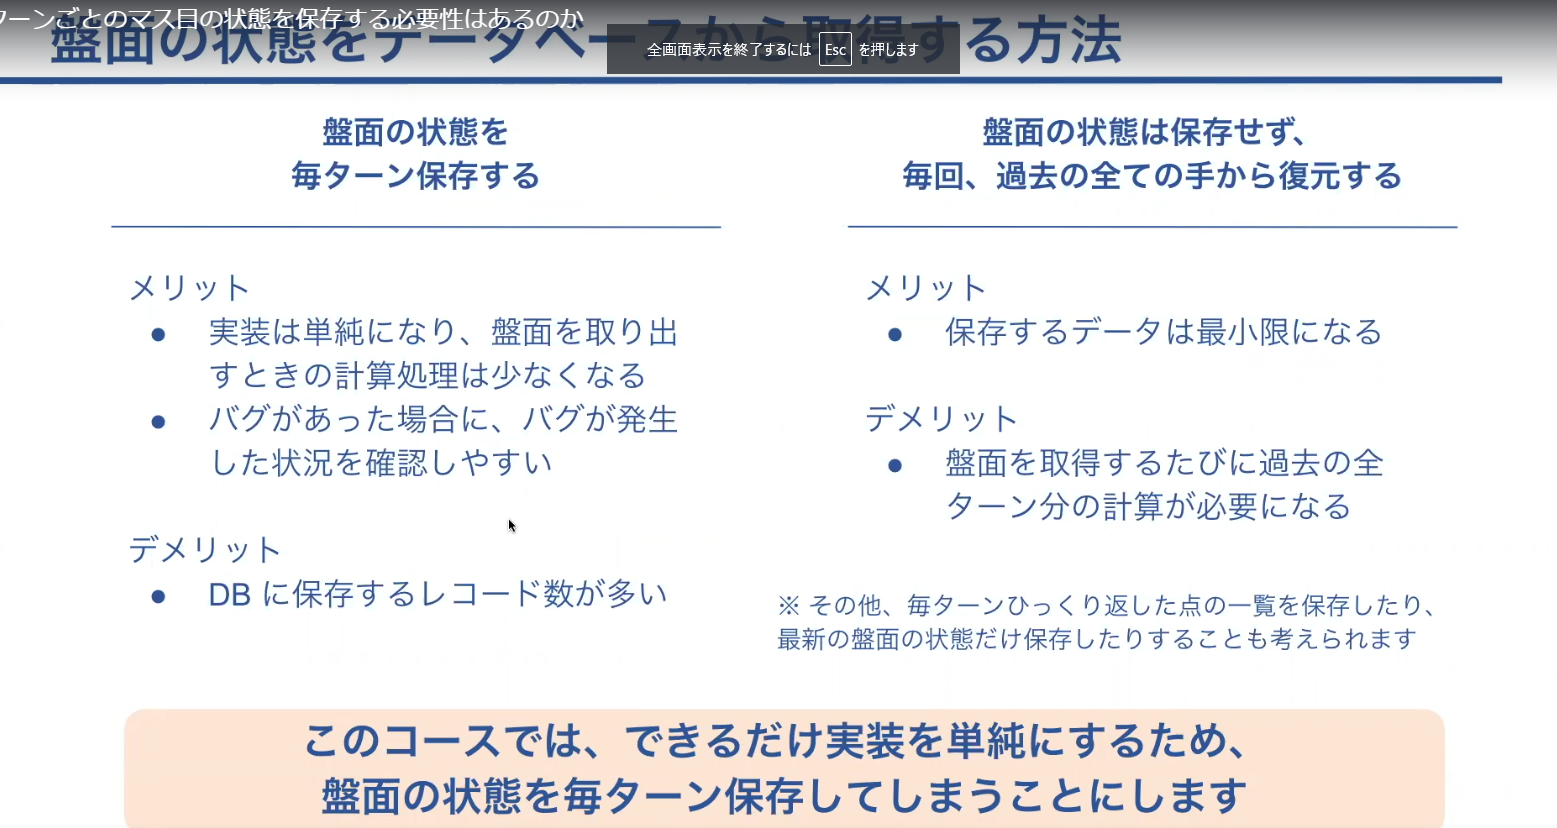 ターンごとのマス目の状態を保存する必要性はあるのか
盤面の状態をデータベースから取得する方法
全画面表示を終了するには Esc を押します
盤面の状態を
毎ターン保存する
メリット
● 実装は単純になり、盤面を取り出
すときの計算処理は少なくなる
● バグがあった場合に、バグが発生
した状況を確認しやすい
デメリット
● DB に保存するレコード数が多い
盤面の状態は保存せず、
毎回、過去の全ての手から復元する
メリット
● 保存するデータは最小限になる
デメリット
● 盤面を取得するたびに過去の全
ターン分の計算が必要になる
※ その他、毎ターンひっくり返した点の一覧を保存したり、
最新の盤面の状態だけ保存したりすることも考えられます
このコースでは、できるだけ実装を単純にするため、
盤面の状態を毎ターン保存してしまうことにします